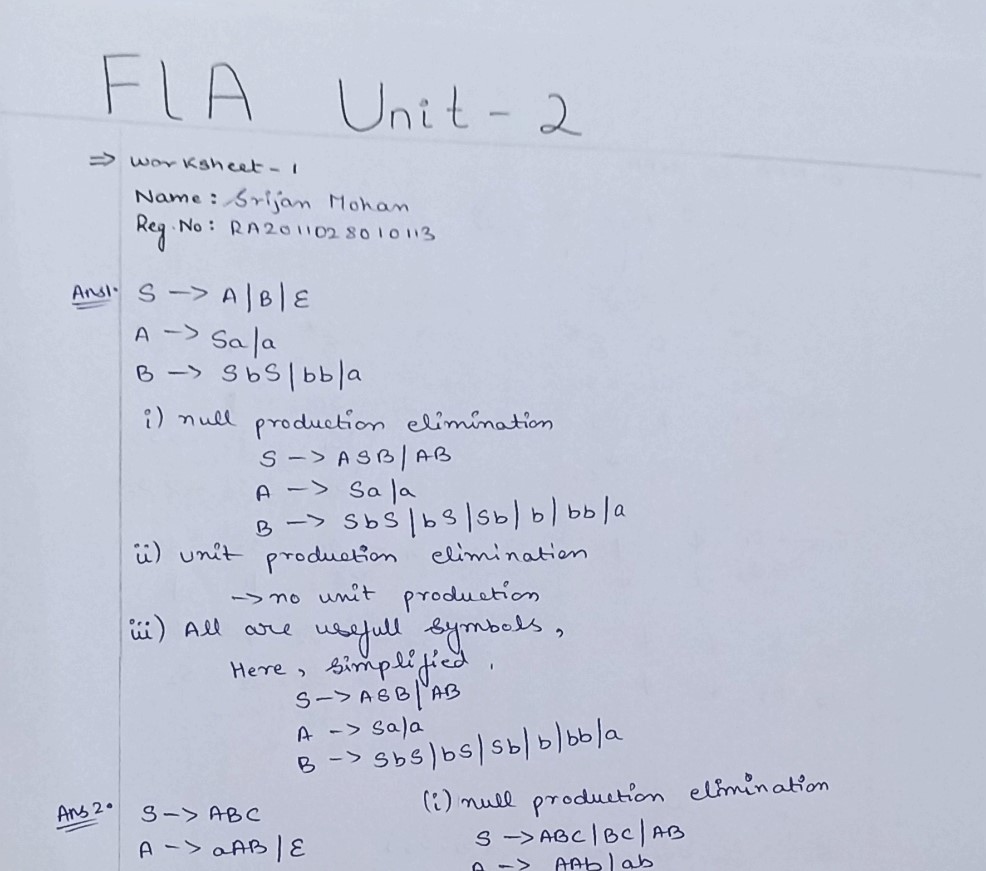 FLA Unit - 2
=> worksheet - 1
Name: Srijan Mohan
Reg. No: RA2011028010113
Ans1. S -> A|B|ε
A -> Sa|a
B -> SbS|bb|a
i) null production elimination
S -> ASB|AB
A -> Sa|a
B -> SbS|bS|Sb|b|bb|a
ii) unit production elimination
-> no unit production
iii) All are usefull symbols,
Here, simplified.
S -> ASB|AB
A -> Sa|a
B -> SbS|bS|Sb|b|bb|a
Ans 2. S -> ABC
A -> aAB|ε
(i) null production elimination
S -> ABC|BC|AB
A -> AAb|ab